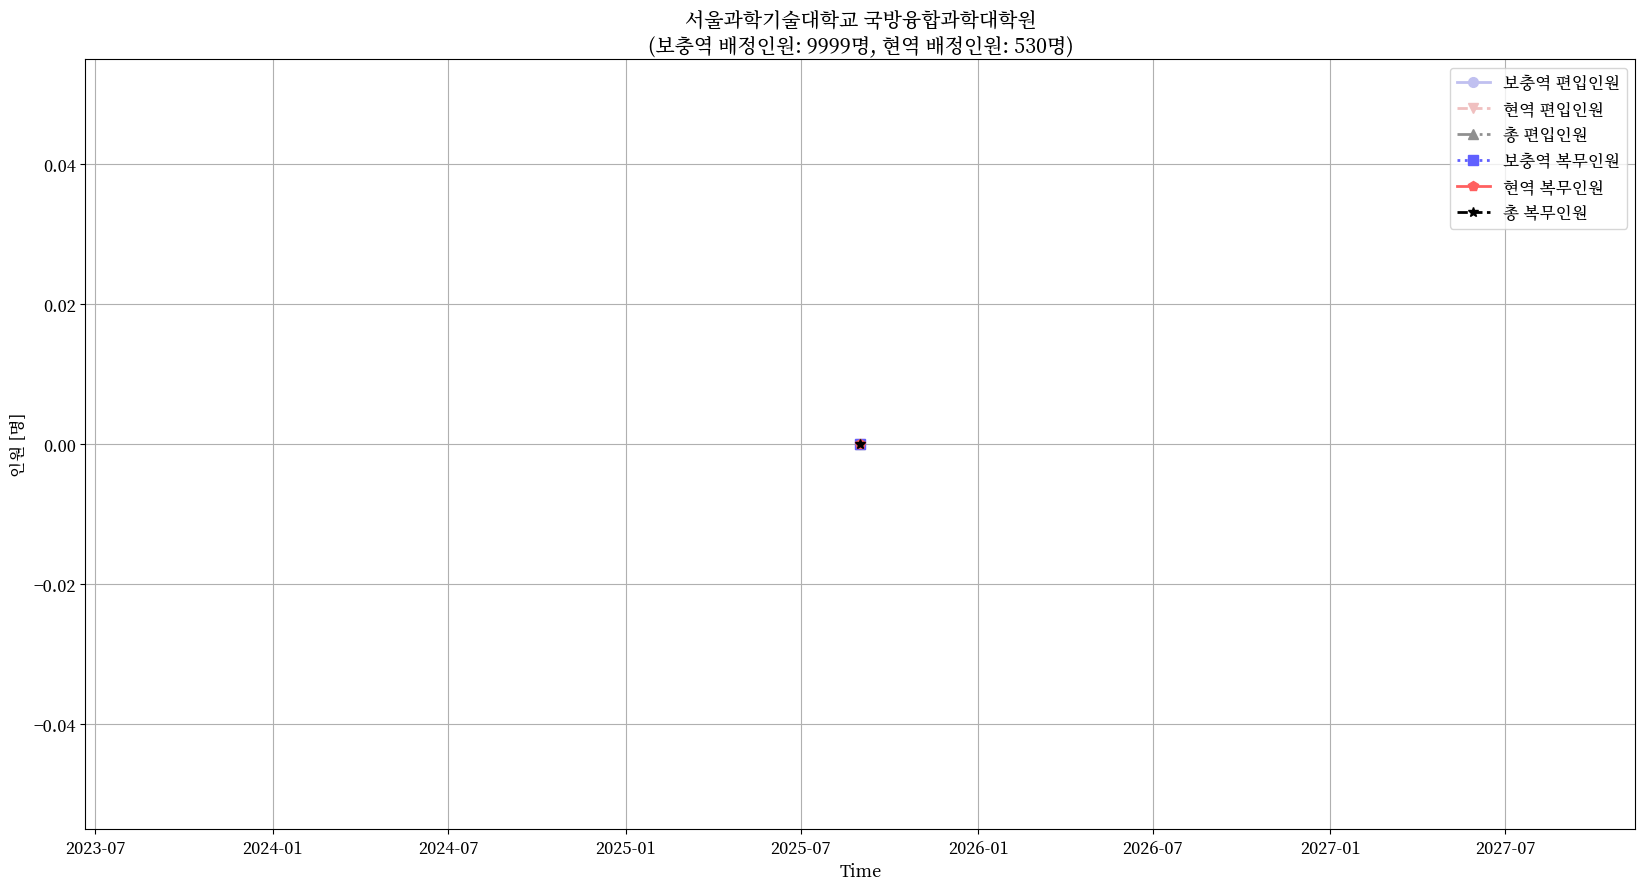 서울과학기술대학교 국방융합과학대학원
(보충역 배정인원: 9999명, 현역 배정인원: 530명)
보충역 편입인원
현역 편입인원
총 편입인원
보충역 복무인원
현역 복무인원
총 복무인원
0.04
0.02
0.00
−0.02
−0.04
인원 [명]
2023-07
2024-01
2024-07
2025-01
2025-07
2026-01
2026-07
2027-01
2027-07
Time